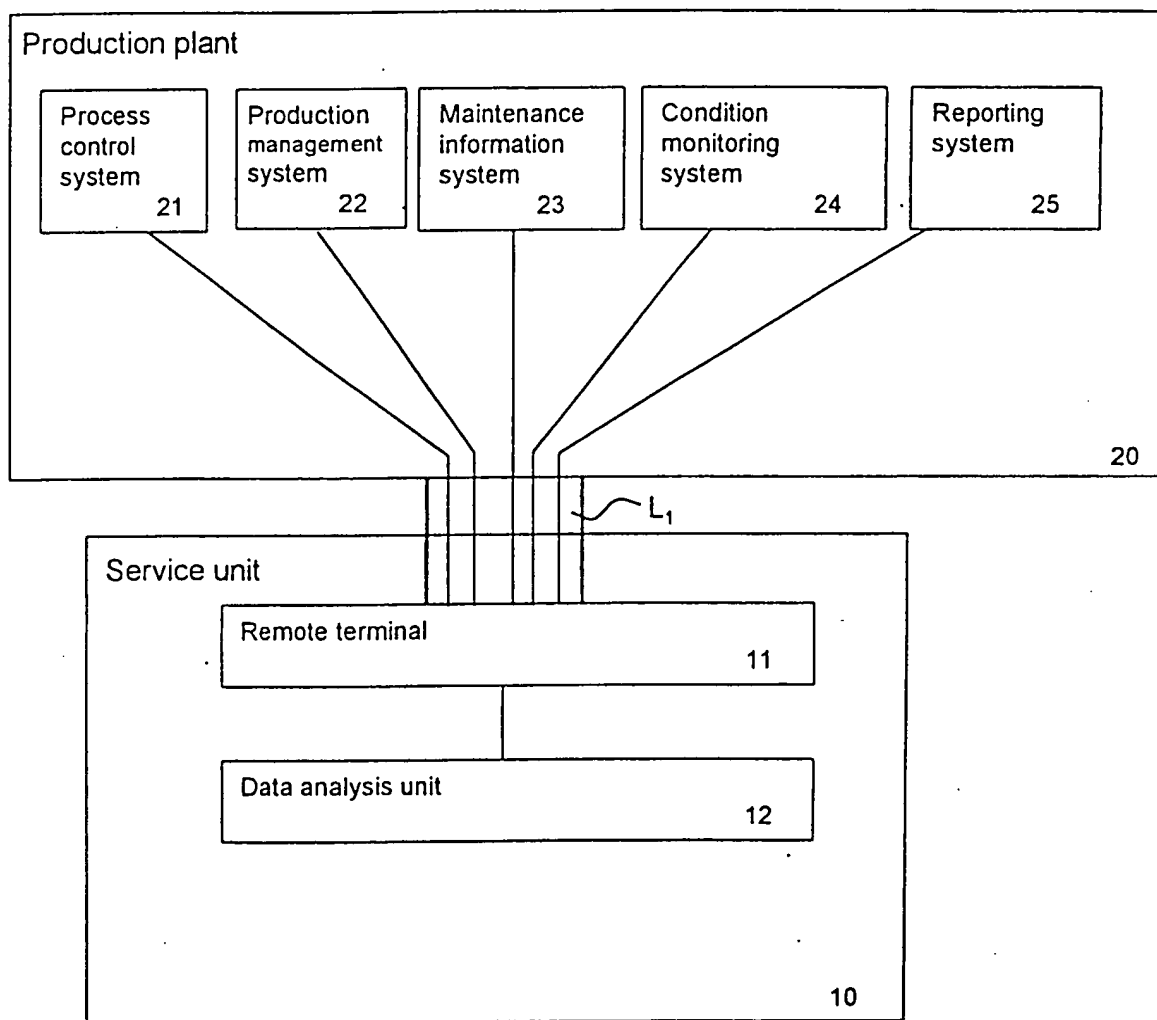 Production plant
Process
control
system
21
Production
management
system
22
Maintenance
information
system
23
Condition
monitoring
system
24
Reporting
system
25
20
L₁
Service unit
Remote terminal
11
Data analysis unit
12
10